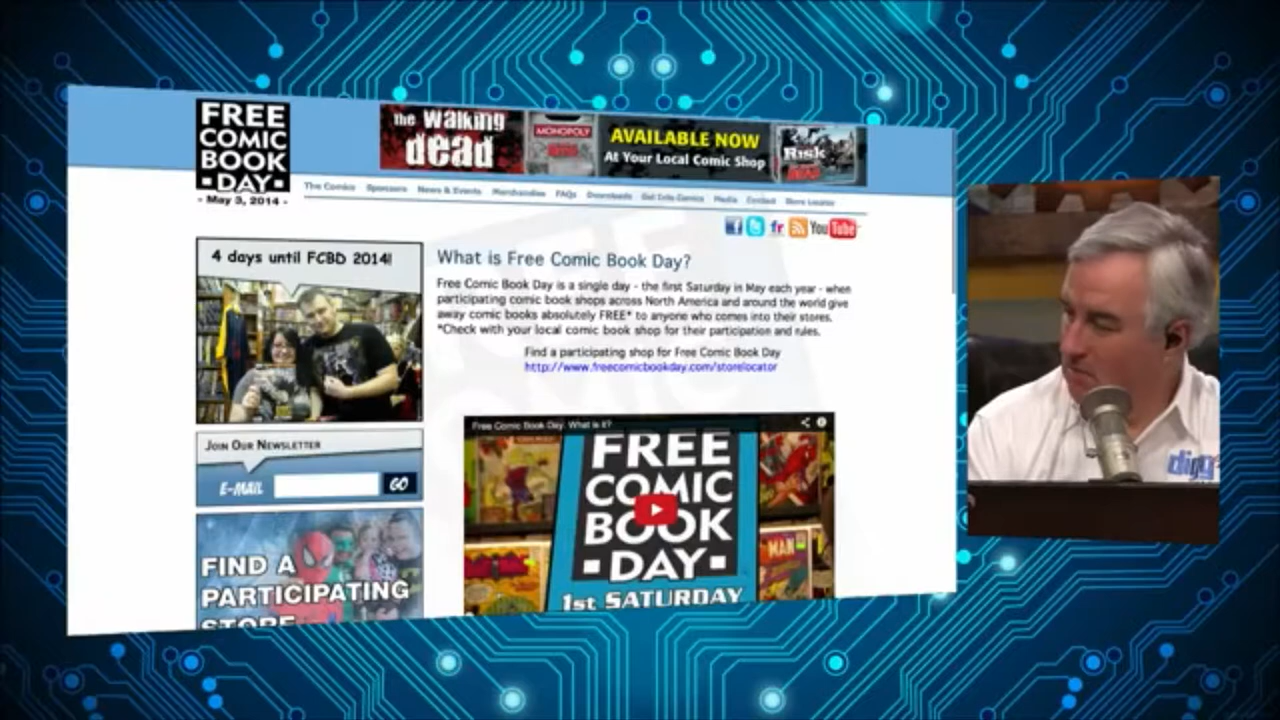 FREE
COMIC
BOOK
DAY
- May 3, 2014 -
the walking
dead
MONOPOLY
AVAILABLE NOW
At Your Local Comic Shop
Risk
The Comics Sponsors News & Events Merchandise FAQs Downloads Get Into Comics Media Contact Store Locator
f fr You Tube
4 days until FCBD 2014!
What is Free Comic Book Day?
Free Comic Book Day is a single day - the first Saturday in May each year - when
participating comic book shops across North America and around the world give
away comic books absolutely FREE* to anyone who comes into their stores.
*Check with your local comic book shop for their participation and rules.
Find a participating shop for Free Comic Book Day
http://www.freecomicbookday.com/storelocator
JOIN OUR NEWSLETTER
E-MAIL GO
FIND A
PARTICIPATING
STORE
Free Comic Book Day: What is it?
FREE
COMIC
BOOK
DAY
1st SATURDAY
MAN
digg